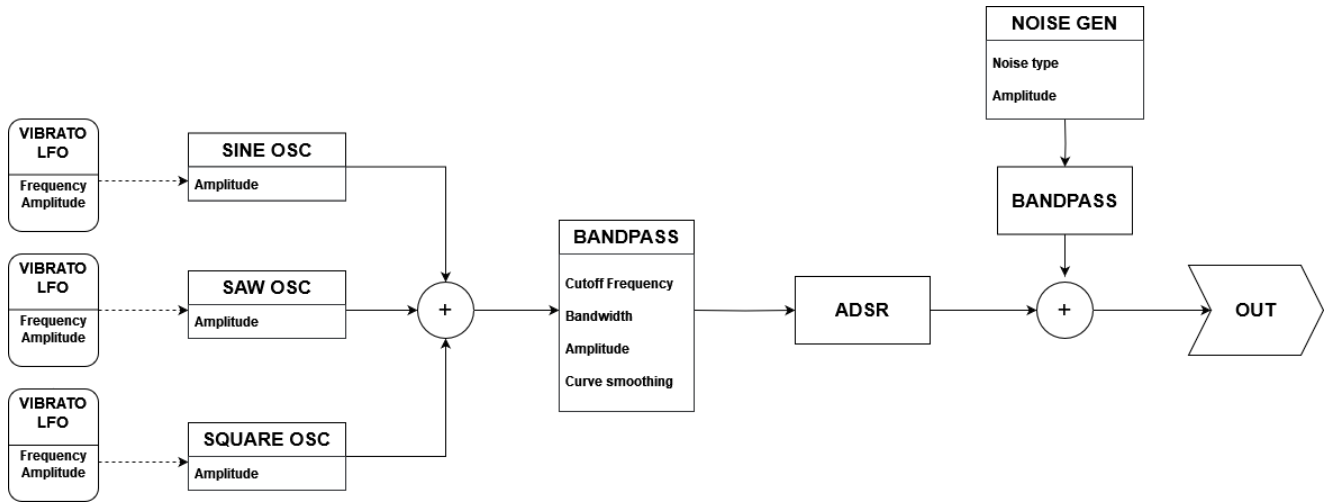 NOISE GEN
Noise type
Amplitude
VIBRATO
LFO
Frequency
Amplitude
SINE OSC
Amplitude
BANDPASS
VIBRATO
LFO
Frequency
Amplitude
SAW OSC
Amplitude
+
BANDPASS
Cutoff Frequency
Bandwidth
Amplitude
Curve smoothing
ADSR
+
OUT
VIBRATO
LFO
Frequency
Amplitude
SQUARE OSC
Amplitude